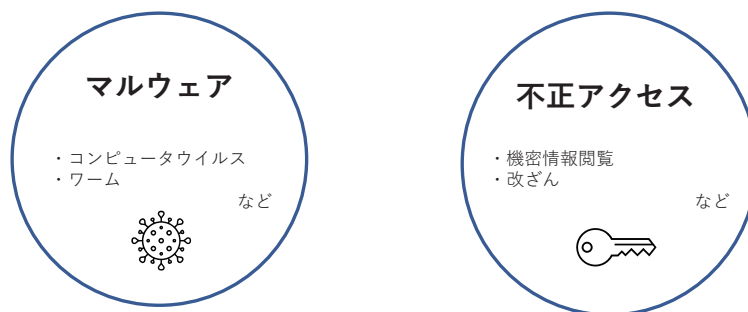 マルウェア
・コンピュータウイルス
・ワーム
など
不正アクセス
・機密情報閲覧
・改ざん
など